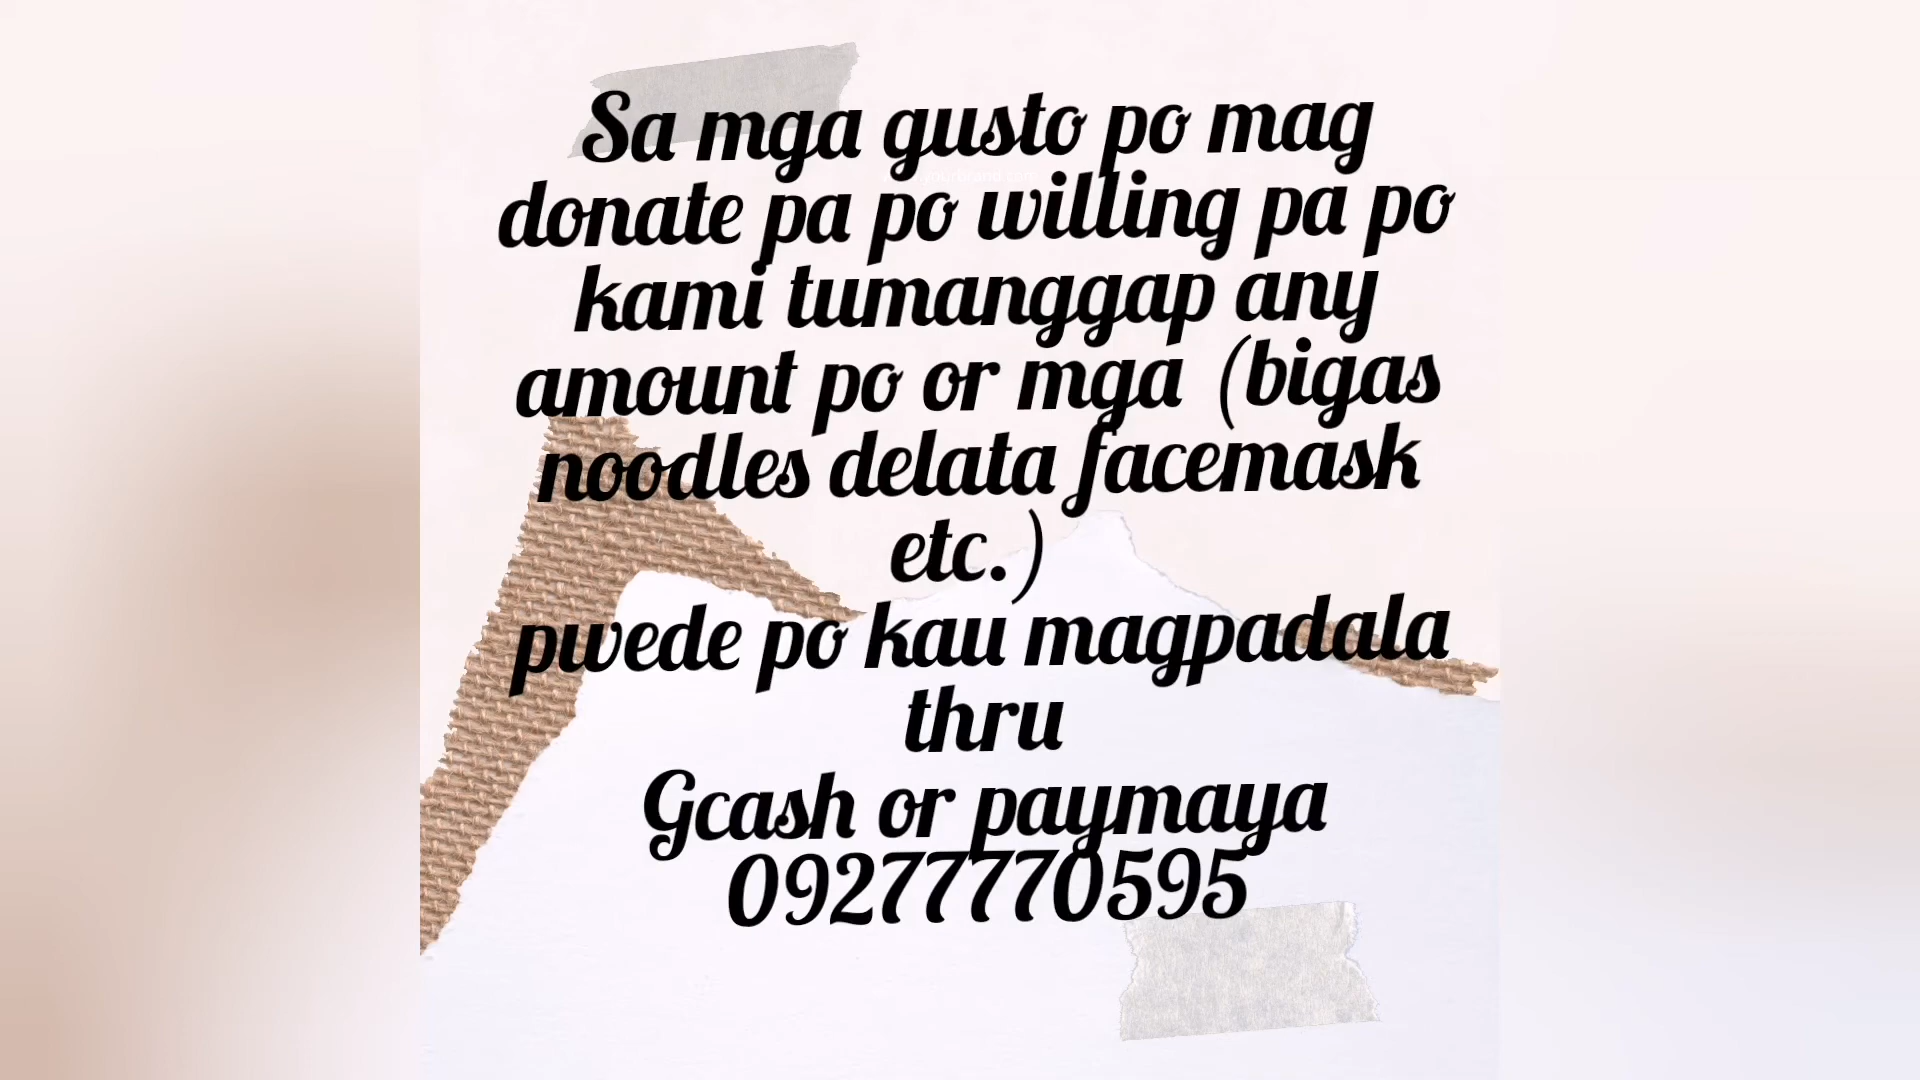 Sa mga gusto po mag
donate pa po willing pa po
kami tumanggap any
amount po or mga (bigas
noodles delata facemask
etc.)
pwede po kau magpadala
thru
Gcash or paymaya
09277770595